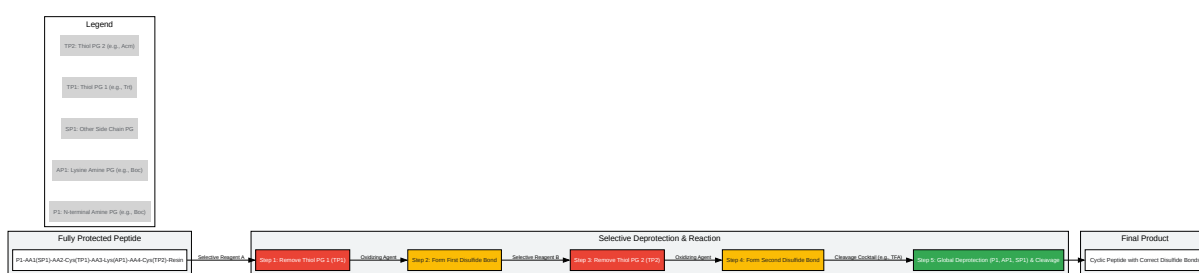 Legend
TP2: Thiol PG 2 (e.g., Acm)
TP1: Thiol PG 1 (e.g., Trt)
SP1: Other Side Chain PG
AP1: Lysine Amine PG (e.g., Boc)
P1: N-terminal Amine PG (e.g., Boc)
Fully Protected Peptide
P1-AA1(SP1)-AA2-Cys(TP1)-AA3-Lys(AP1)-AA4-Cys(TP2)-Resin
Selective Reagent A
Selective Deprotection & Reaction
Step 1: Remove Thiol PG 1 (TP1)
Oxidizing Agent
Step 2: Form First Disulfide Bond
Selective Reagent B
Step 3: Remove Thiol PG 2 (TP2)
Oxidizing Agent
Step 4: Form Second Disulfide Bond
Cleavage Cocktail (e.g., TFA)
Step 5: Global Deprotection (P1, AP1, SP1) & Cleavage
Final Product
Cyclic Peptide with Correct Disulfide Bonds